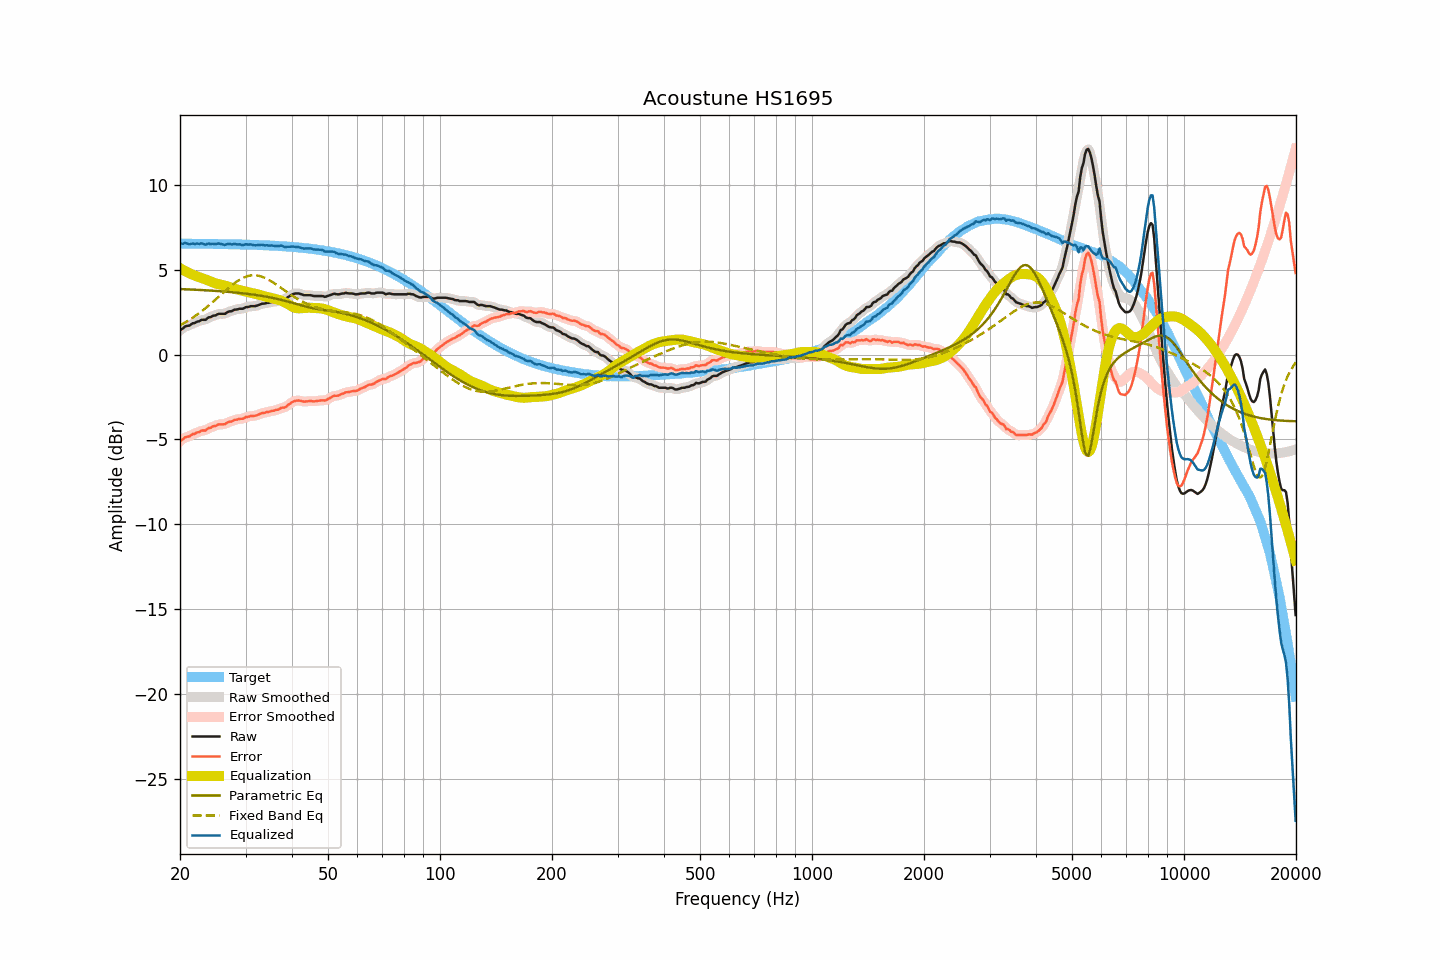 Acoustune HS1695
Amplitude (dBr)
10
5
0
−5
−10
−15
−20
−25
Target
Raw Smoothed
Error Smoothed
Raw
Error
Equalization
Parametric Eq
Fixed Band Eq
Equalized
20 50 100 200 500 1000 2000 5000 10000 20000
Frequency (Hz)